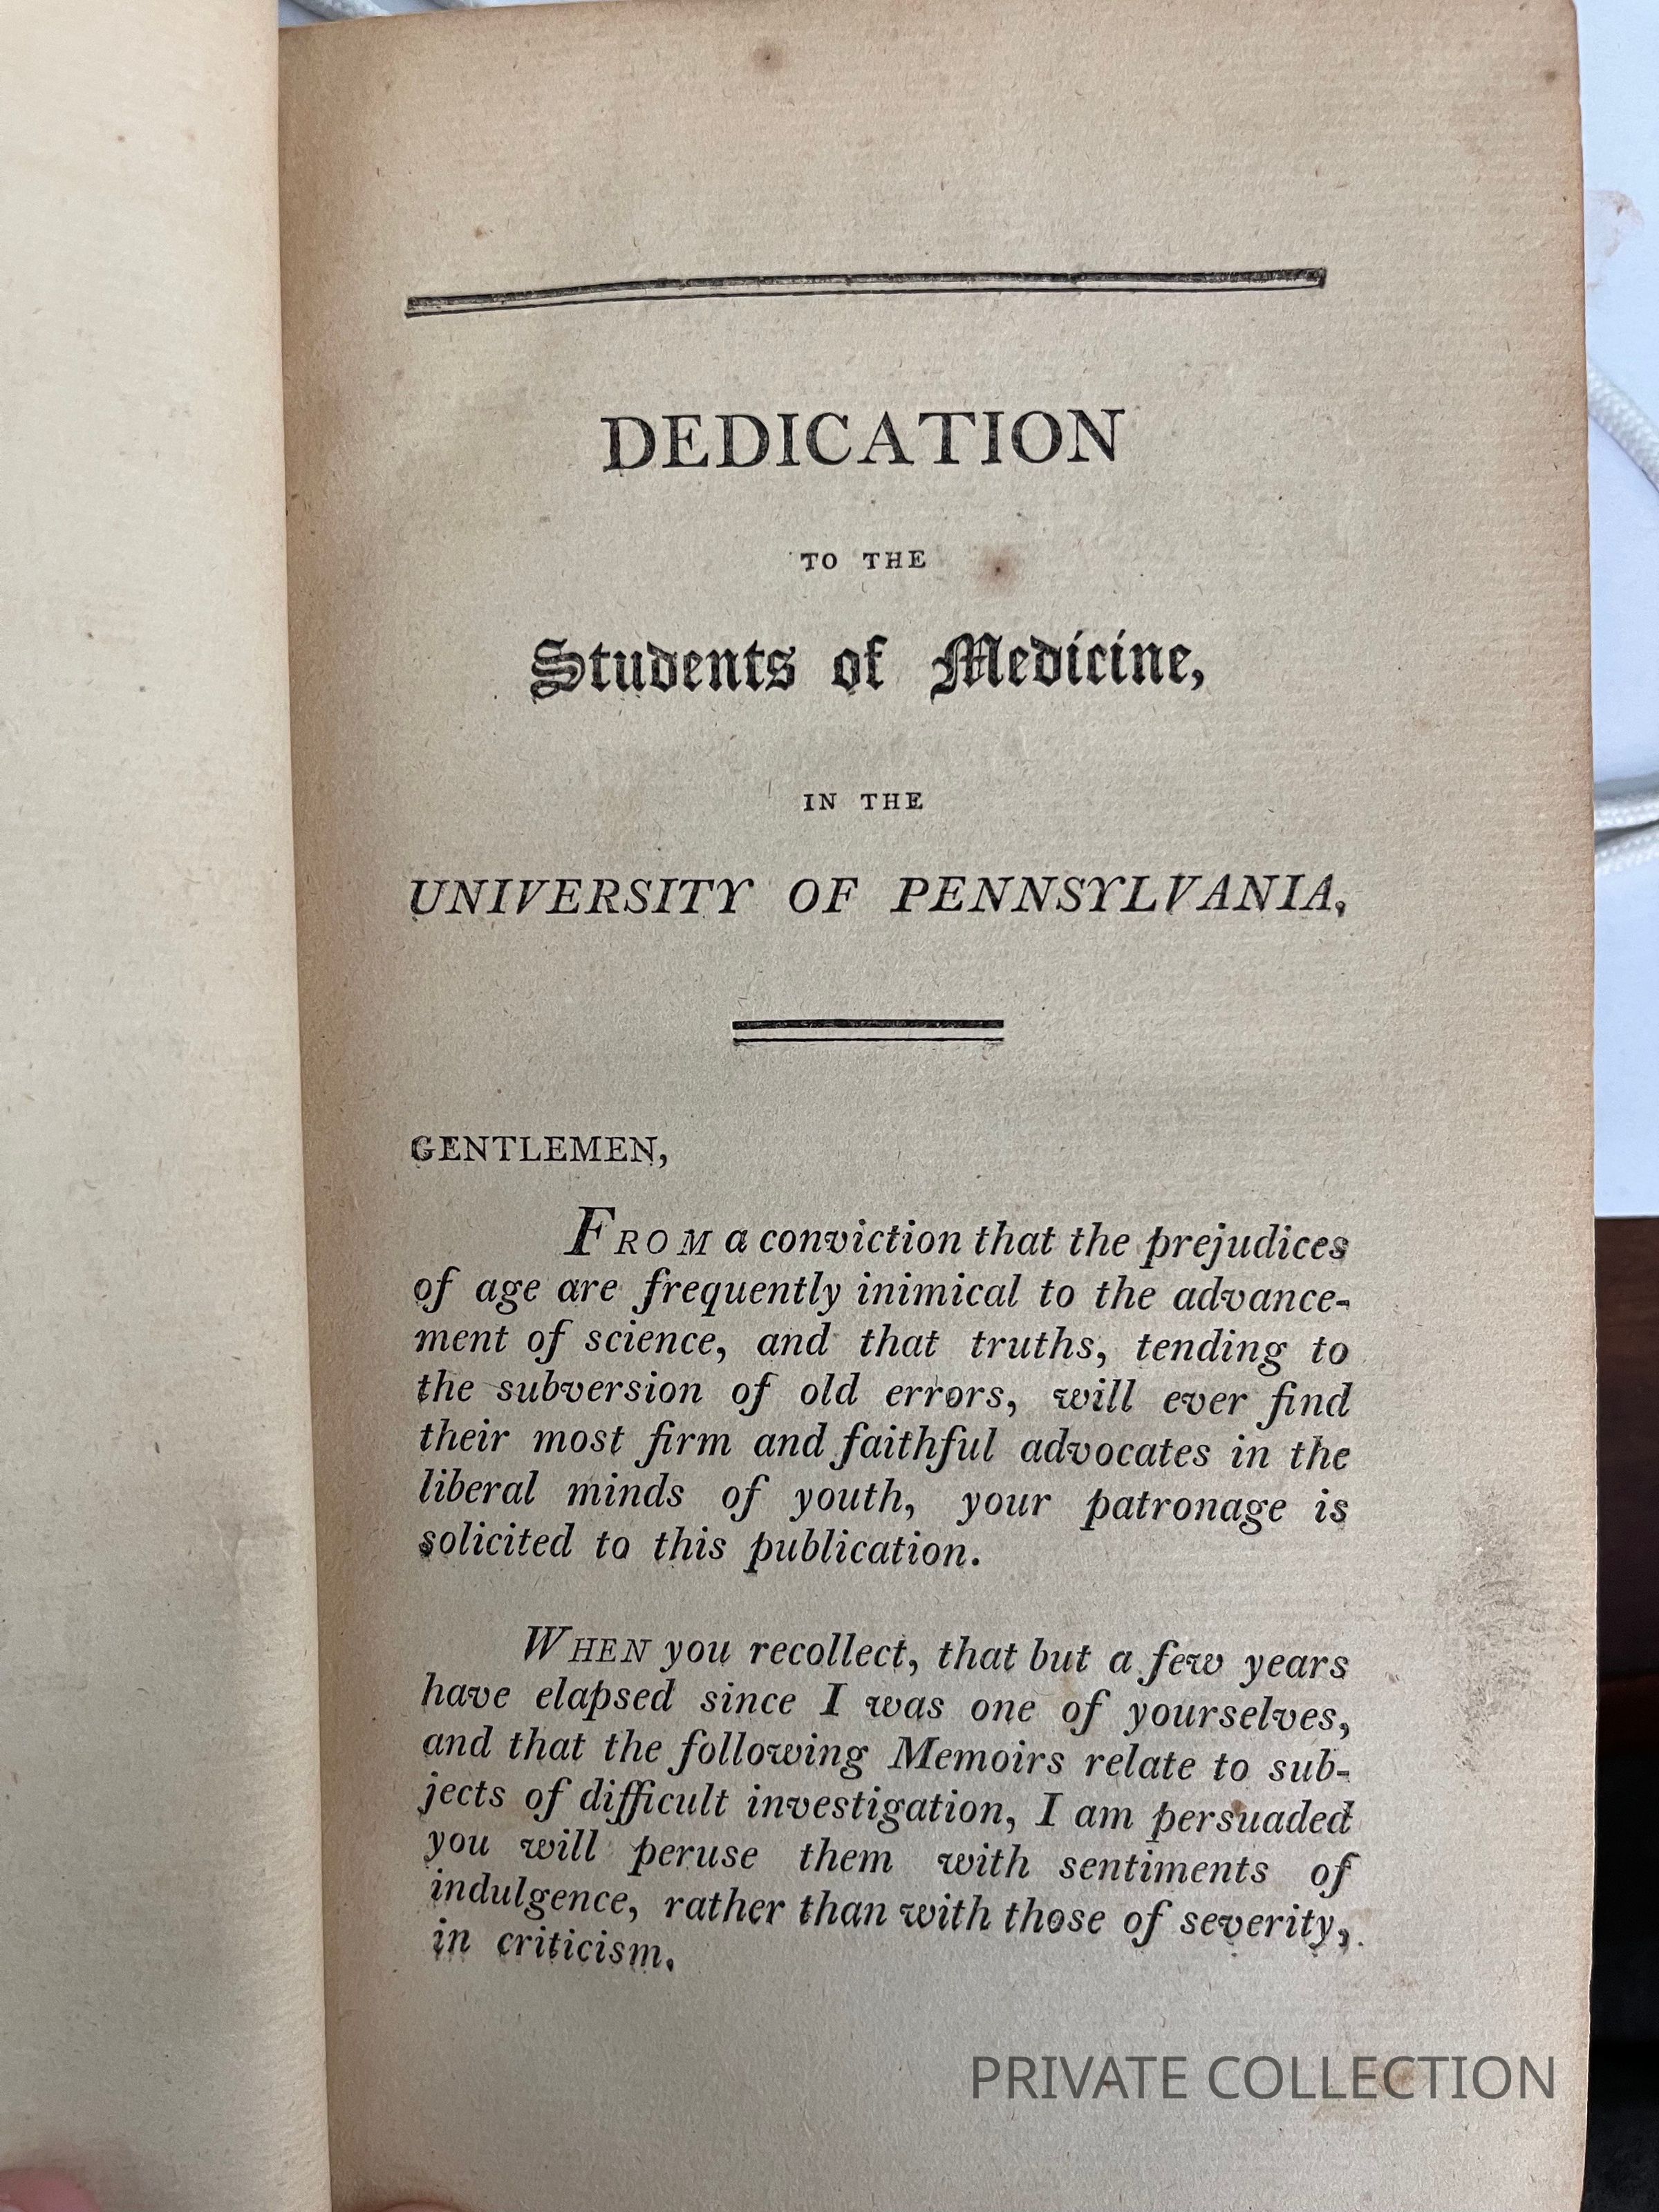 DEDICATION
TO THE
Students of Medicine,
IN THE
UNIVERSITY OF PENNSYLVANIA,
GENTLEMEN,
FROM a conviction that the prejudices
of age are frequently inimical to the advance-
ment of science, and that truths, tending to
the subversion of old errors, will ever find
their most firm and faithful advocates in the
liberal minds of youth, your patronage is
solicited to this publication.
WHEN you recollect, that but a few years
have elapsed since I was one of yourselves,
and that the following Memoirs relate to sub-
jects of difficult investigation, I am persuaded
you will peruse them with sentiments of
indulgence, rather than with those of severity,
in criticism.
PRIVATE COLLECTION